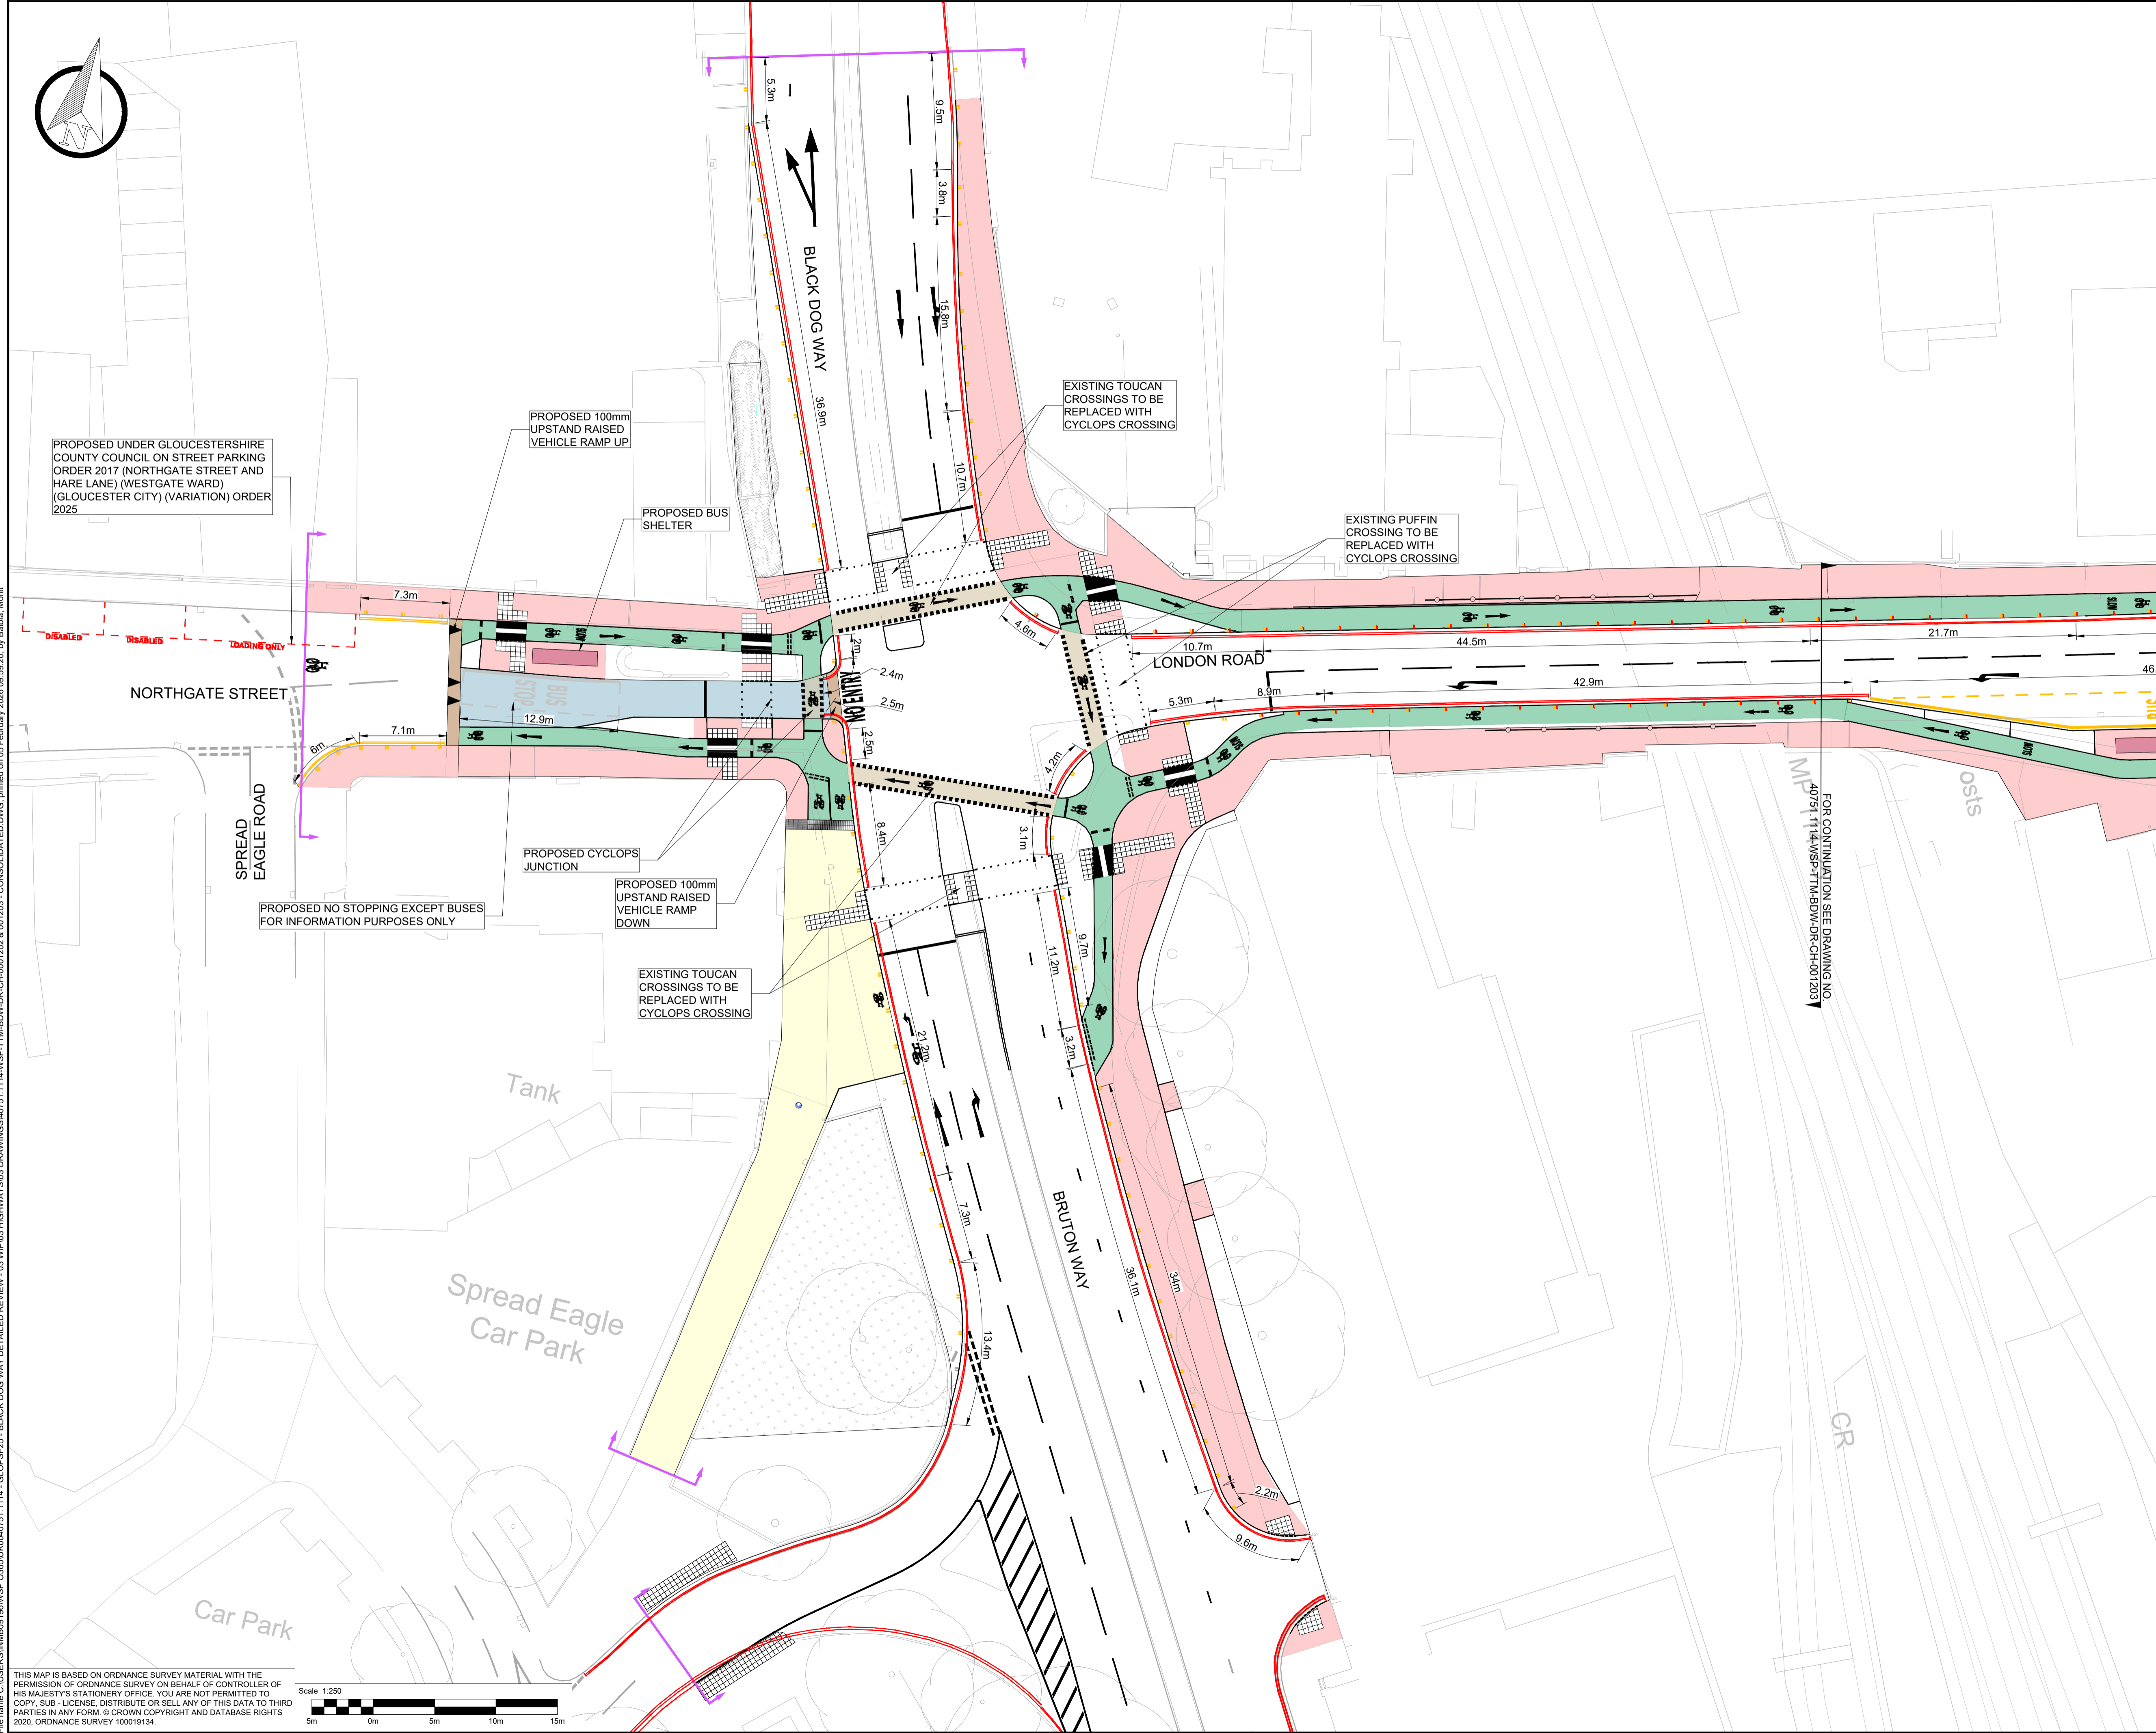 N
5.3m
9.5m
3.8m
15.8m
BLACK DOG WAY
36.9m
10.7m
EXISTING TOUCAN
CROSSINGS TO BE
REPLACED WITH
CYCLOPS CROSSING
PROPOSED 100mm
UPSTAND RAISED
VEHICLE RAMP UP
PROPOSED UNDER GLOUCESTERSHIRE
COUNTY COUNCIL ON STREET PARKING
ORDER 2017 (NORTHGATE STREET AND
HARE LANE) (WESTGATE WARD)
(GLOUCESTER CITY) (VARIATION) ORDER
2025
PROPOSED BUS
SHELTER
EXISTING PUFFIN
CROSSING TO BE
REPLACED WITH
CYCLOPS CROSSING
7.3m
DISABLED
DISABLED
LOADING ONLY
SLOW
4.6m
2m
2.4m
2.5m
NO ENTRY
2.5m
BUS
STOP
12.9m
7.1m
6m
NORTHGATE STREET
LONDON ROAD
10.7m
44.5m
SLOW
21.7m
46.
5.3m
8.9m
42.9m
SLOW
SLOW
4.2m
3.1m
8.4m
SPREAD
EAGLE ROAD
PROPOSED CYCLOPS
JUNCTION
PROPOSED 100mm
UPSTAND RAISED
VEHICLE RAMP
DOWN
PROPOSED NO STOPPING EXCEPT BUSES
FOR INFORMATION PURPOSES ONLY
EXISTING TOUCAN
CROSSINGS TO BE
REPLACED WITH
CYCLOPS CROSSING
FOR CONTINUATION SEE DRAWING NO.
40751.1114-WSP-TTM-BDW-DR-CH-001203
9.7m
11.2m
3.2m
21.2m
7.3m
13.4m
BRUTON WAY
36.1m
34m
2.2m
9.6m
Tank
Spread Eagle
Car Park
Car Park
osts
CR
THIS MAP IS BASED ON ORDNANCE SURVEY MATERIAL WITH THE
PERMISSION OF ORDNANCE SURVEY ON BEHALF OF CONTROLLER OF
HIS MAJESTY'S STATIONERY OFFICE. YOU ARE NOT PERMITTED TO
COPY, SUB - LICENSE, DISTRIBUTE OR SELL ANY OF THIS DATA TO THIRD
PARTIES IN ANY FORM. © CROWN COPYRIGHT AND DATABASE RIGHTS
2020, ORDNANCE SURVEY 100019134.
Scale 1:250
5m 0m 5m 10m 15m